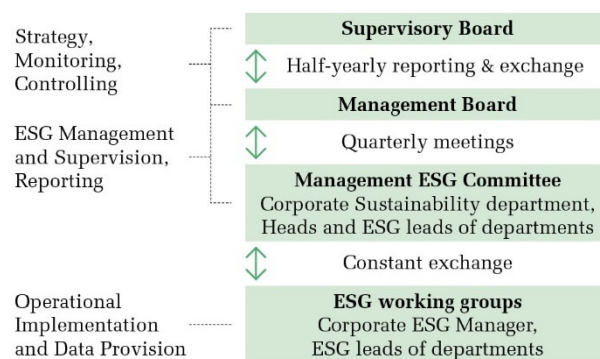 Strategy,
Monitoring,
Controlling
ESG Management
and Supervision,
Reporting
Operational
Implementation
and Data Provision
Supervisory Board
Half-yearly reporting & exchange
Management Board
Quarterly meetings
Management ESG Committee
Corporate Sustainability department,
Heads and ESG leads of departments
Constant exchange
ESG working groups
Corporate ESG Manager,
ESG leads of departments